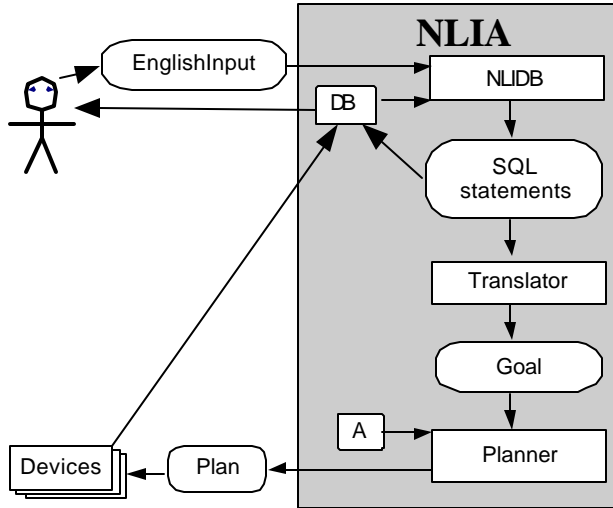 NLIA
EnglishInput
NLIDB
DB
SQL
statements
Translator
Goal
A
Planner
Devices
Plan